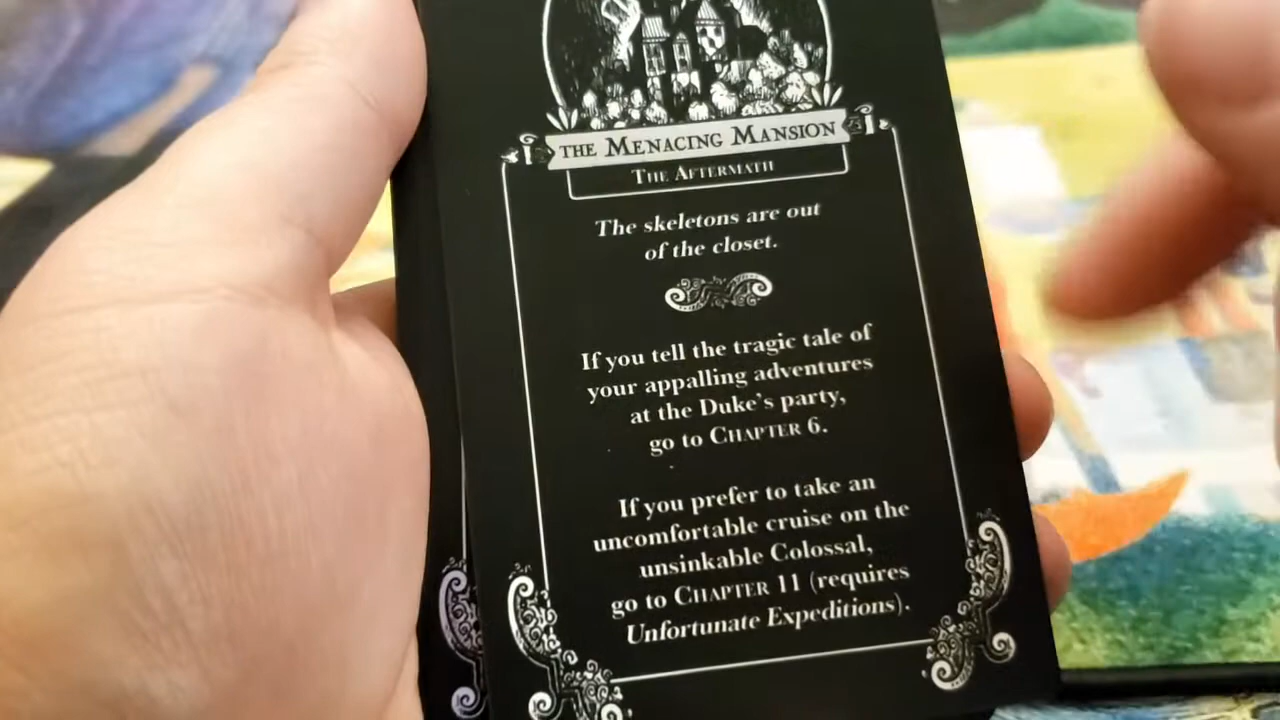 THE MENACING MANSION
THE AFTERMATH
The skeletons are out
of the closet.
If you tell the tragic tale of
your appalling adventures
at the Duke's party,
go to CHAPTER 6.
If you prefer to take an
uncomfortable cruise on the
unsinkable Colossal,
go to CHAPTER 11 (requires
Unfortunate Expeditions).